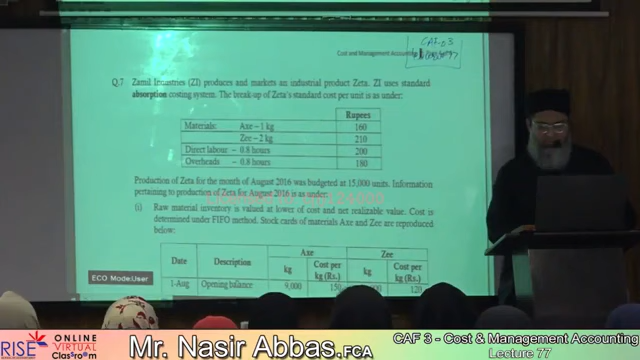 CAF-03
Cost and Management Accounting
Q.7 Zamil Industries (ZI) produces and markets an industrial product Zeta. ZI uses standard
absorption costing system. The break-up of Zeta's standard cost per unit is as under:
Rupees
Materials: Axe – 1 kg 160
Zee – 2 kg 210
Direct labour – 0.8 hours 200
Overheads – 0.8 hours 180
Production of Zeta for the month of August 2016 was budgeted at 15,000 units. Information
pertaining to production of Zeta for August 2016 is as under:
(i) Raw material inventory is valued at lower of cost and net realizable value. Cost is
determined under FIFO method. Stock cards of materials Axe and Zee are reproduced
below:
Axe Zee
Date Description kg Cost per kg (Rs.) kg Cost per kg (Rs.)
1-Aug Opening balance 9,000 150 120
ECO Mode:User
RISE ONLINE VIRTUAL Classroom
Mr. Nasir Abbas.FCA
CAF 3 - Cost & Management Accounting
Lecture 77